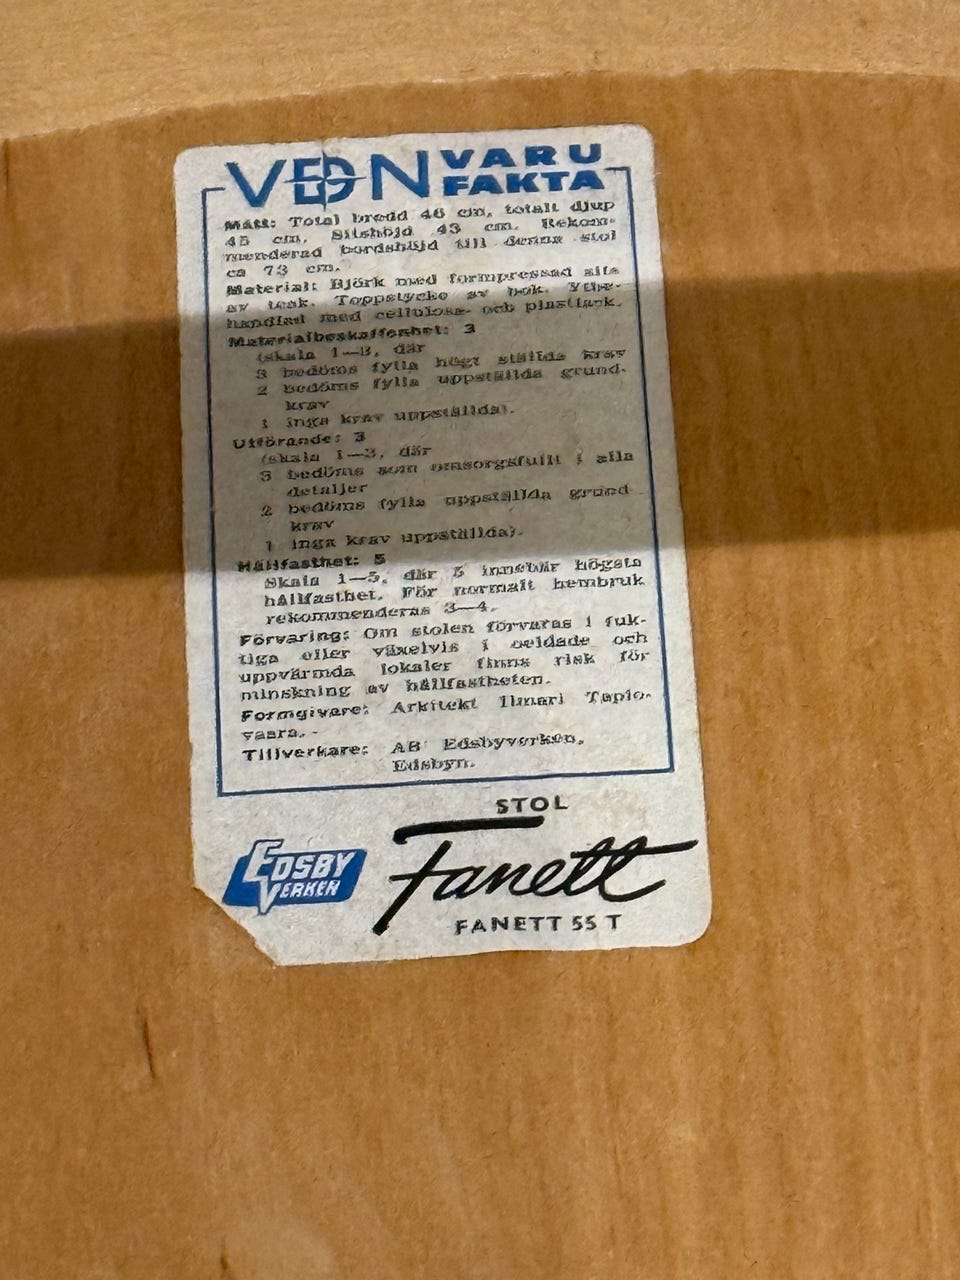 VDN VARU
FAKTA
Mått: Total bredd 46 cm, totalt djup
45 cm, Sitshöjd 43 cm. Rekom-
menderad bordshöjd till denna stol
ca 73 cm.
Material: Björk med formpressad sits
av teak. Toppstycke av bok. Ytbe-
handlad med cellulosa- och plastlack.
Materialbeskaffenhet: 3
(skala 1—3, där
3 bedöms fylla högt ställda krav
2 bedöms fylla uppställda grund-
krav
1 inga krav uppställda).
Utförande: 3
(skala 1—3, där
3 bedöms som omsorgsfullt i alla
detaljer
2 bedöms fylla uppställda grund
krav
1 inga krav uppställda).
Hållfasthet: 5
Skala 1—5, där 5 innebär högsta
hållfasthet. För normalt hembruk
rekommenderas 3—4.
Förvaring: Om stolen förvaras i fuk-
tiga eller växelvis i oeldade och
uppvärmda lokaler finns risk för
minskning av hållfastheten.
Formgivare: Arkitekt Ilmari Tapio-
vaara.
Tillverkare: AB Edsbyverken,
Edsbyn.
STOL
EDSBY
VERKEN
Fanett
FANETT 55 T